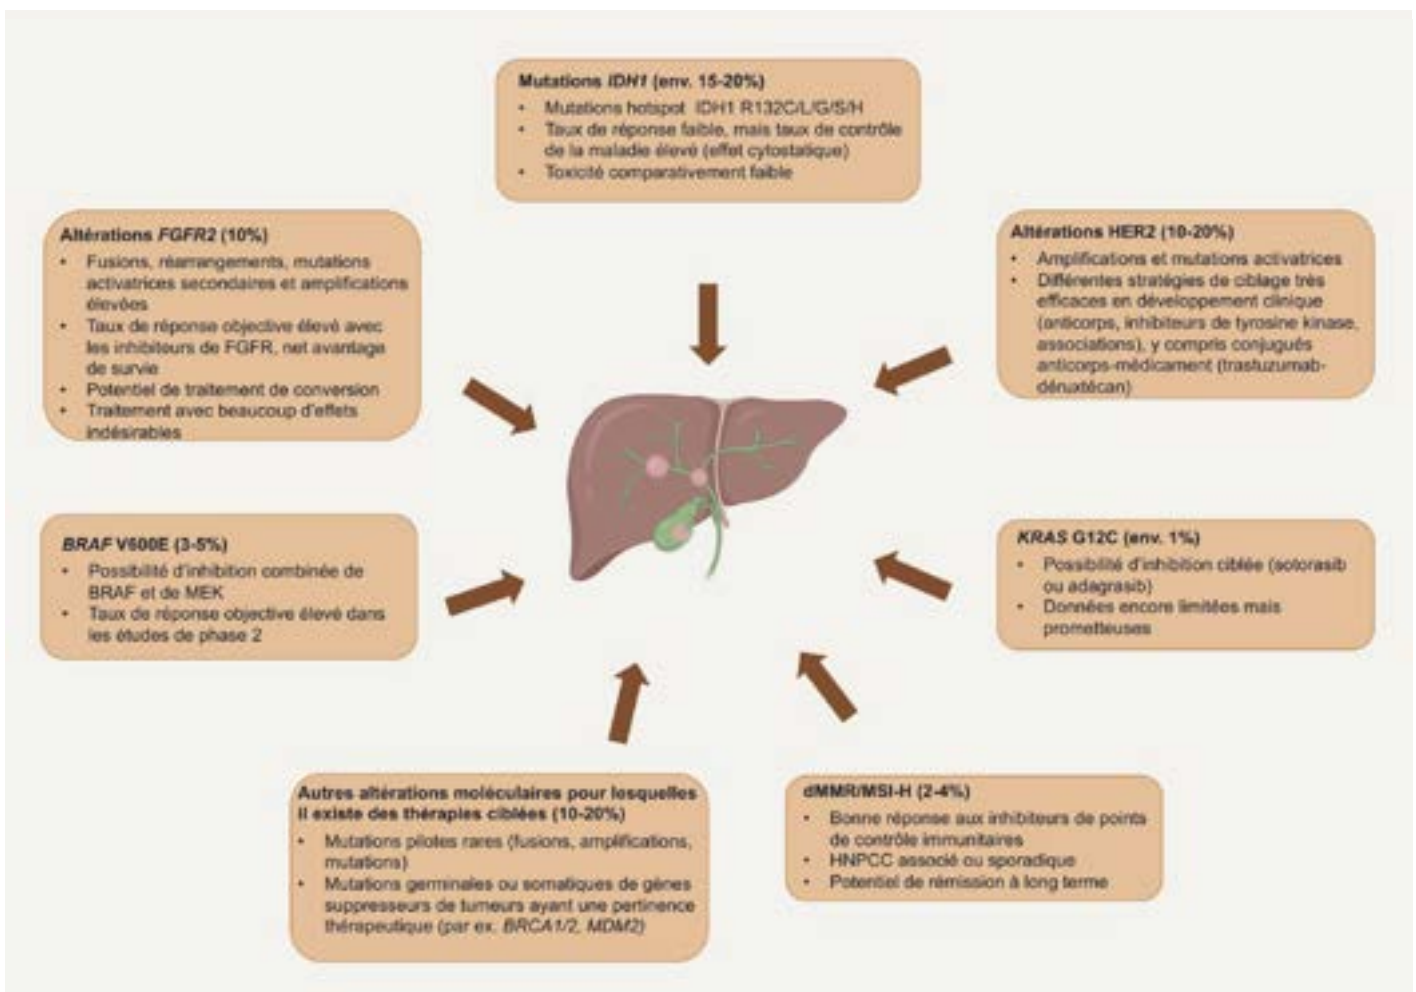 Mutations IDH1 (env. 15-20%)
• Mutations hotspot IDH1 R132C/L/G/S/H
• Taux de réponse faible, mais taux de contrôle
de la maladie élevé (effet cytostatique)
• Toxicité comparativement faible
Altérations FGFR2 (10%)
• Fusions, réarrangements, mutations
activatrices secondaires et amplifications
élevées
• Taux de réponse objective élevé avec
les inhibiteurs de FGFR, net avantage
de survie
• Potentiel de traitement de conversion
• Traitement avec beaucoup d'effets
indésirables
Altérations HER2 (10-20%)
• Amplifications et mutations activatrices
• Différentes stratégies de ciblage très
efficaces en développement clinique
(anticorps, inhibiteurs de tyrosine kinase,
associations), y compris conjugués
anticorps-médicament (trastuzumab-
déruxtécan)
BRAF V600E (3-5%)
• Possibilité d'inhibition combinée de
BRAF et de MEK
• Taux de réponse objective élevé dans
les études de phase 2
KRAS G12C (env. 1%)
• Possibilité d'inhibition ciblée (sotorasib
ou adagrasib)
• Données encore limitées mais
prometteuses
Autres altérations moléculaires pour lesquelles
il existe des thérapies ciblées (10-20%)
• Mutations pilotes rares (fusions, amplifications,
mutations)
• Mutations germinales ou somatiques de gènes
suppresseurs de tumeurs ayant une pertinence
thérapeutique (par ex. BRCA1/2, MDM2)
dMMR/MSI-H (2-4%)
• Bonne réponse aux inhibiteurs de points
de contrôle immunitaires
• HNPCC associé ou sporadique
• Potentiel de rémission à long terme